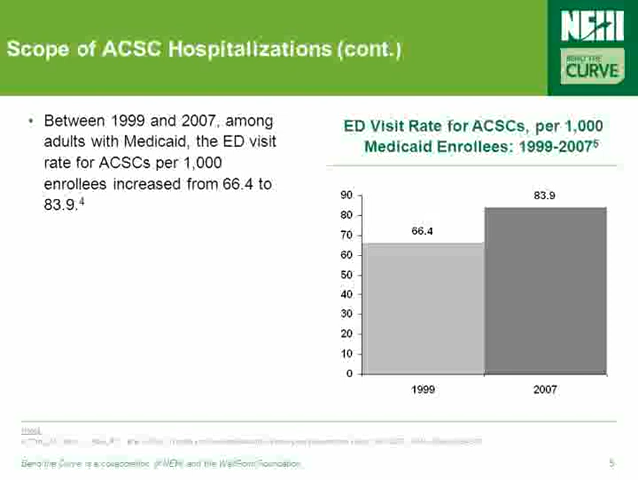 Scope of ACSC Hospitalizations (cont.)
NEHI
BEND THE
CURVE
• Between 1999 and 2007, among
adults with Medicaid, the ED visit
rate for ACSCs per 1,000
enrollees increased from 66.4 to
83.9.4
ED Visit Rate for ACSCs, per 1,000
Medicaid Enrollees: 1999-20075
90
80
70
60
50
40
30
20
10
0
66.4
83.9
1999
2007
Bend the Curve is a collaboration of NEHI and the WellPoint Foundation
5